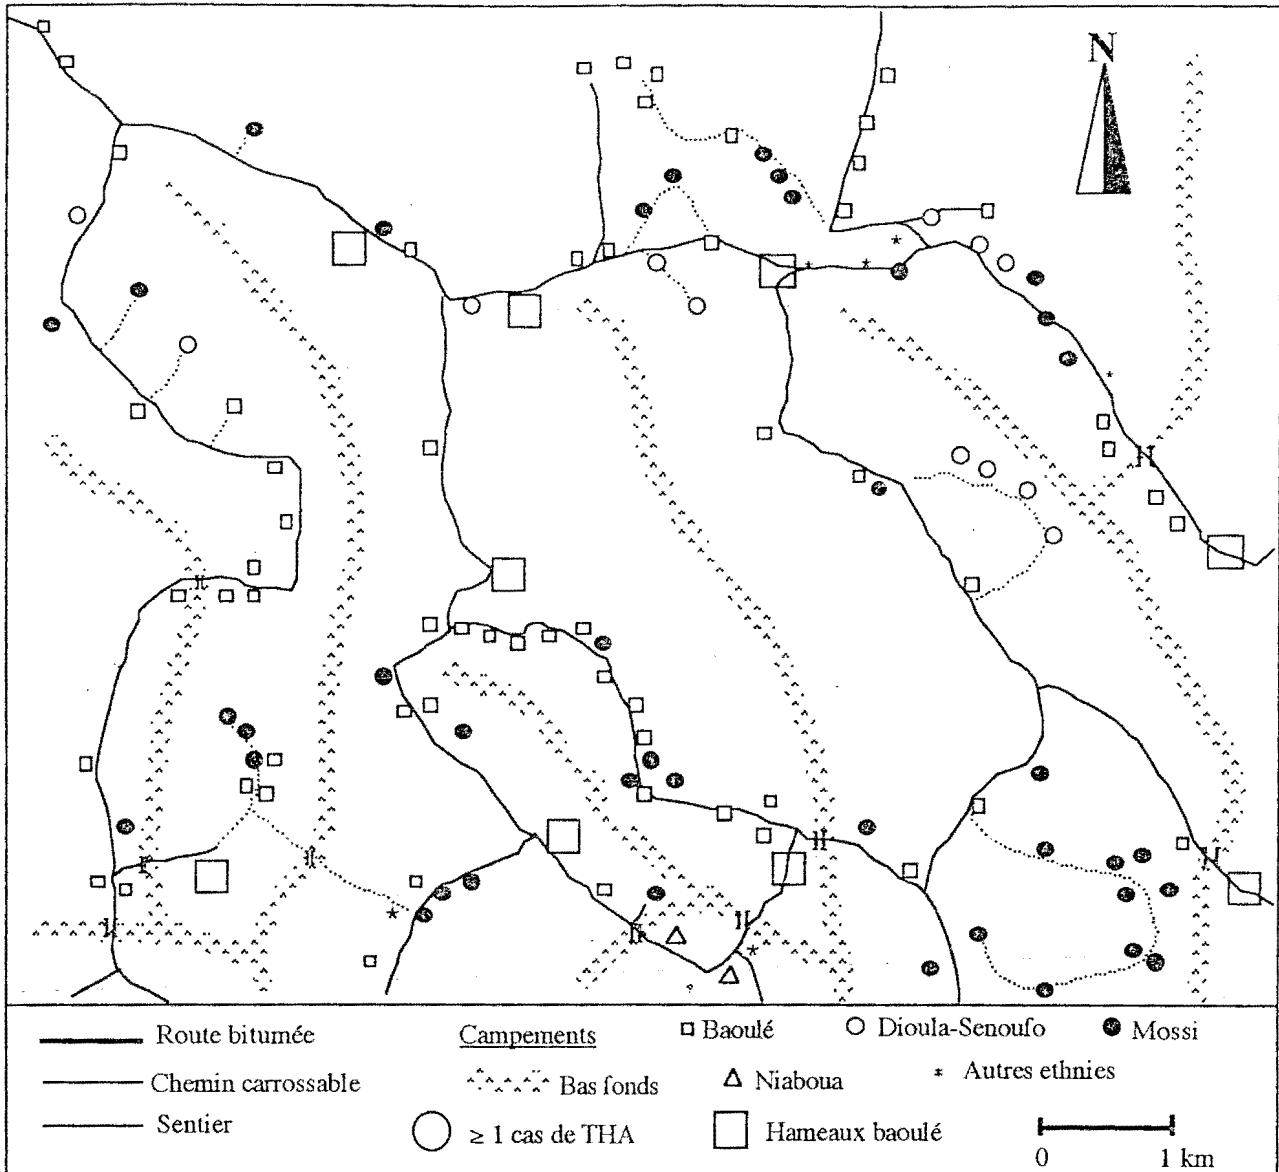 N
Route bitumée
Campements
Baoulé
Dioula-Senoufo
Mossi
Chemin carrossable
Bas fonds
Niaboua
* Autres ethnies
Sentier
≥ 1 cas de THA
Hameaux baoulé
0 1 km